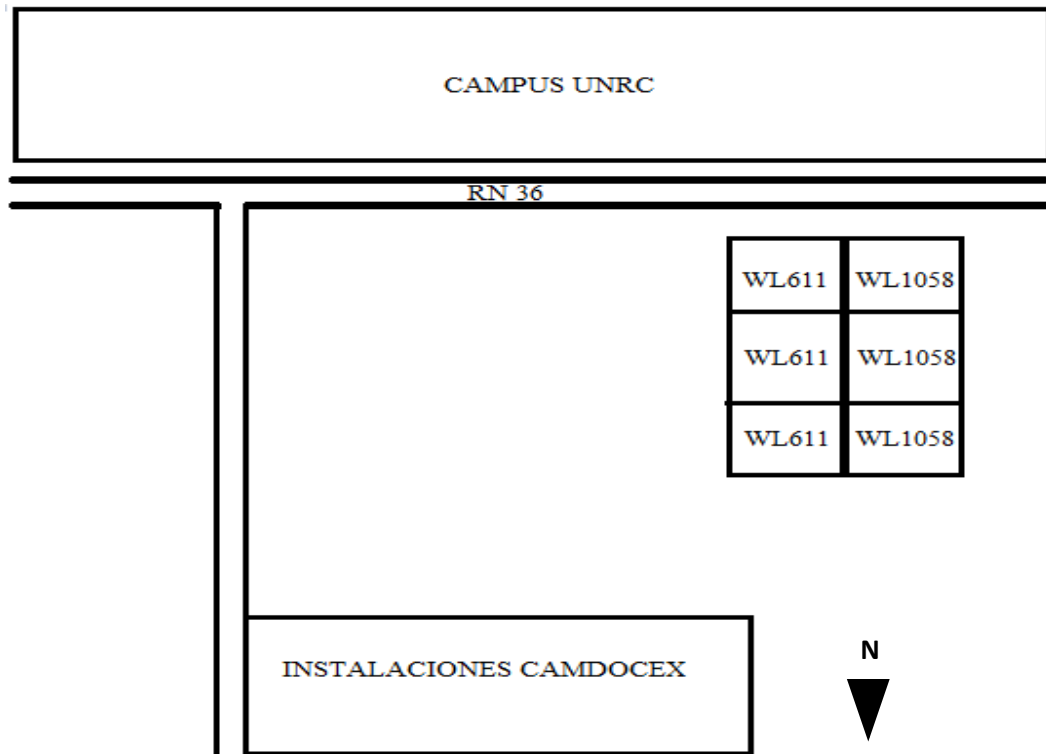 CAMPUS UNRC
RN 36
WL611 WL1058
WL611 WL1058
WL611 WL1058
INSTALACIONES CAMDOCEX
N